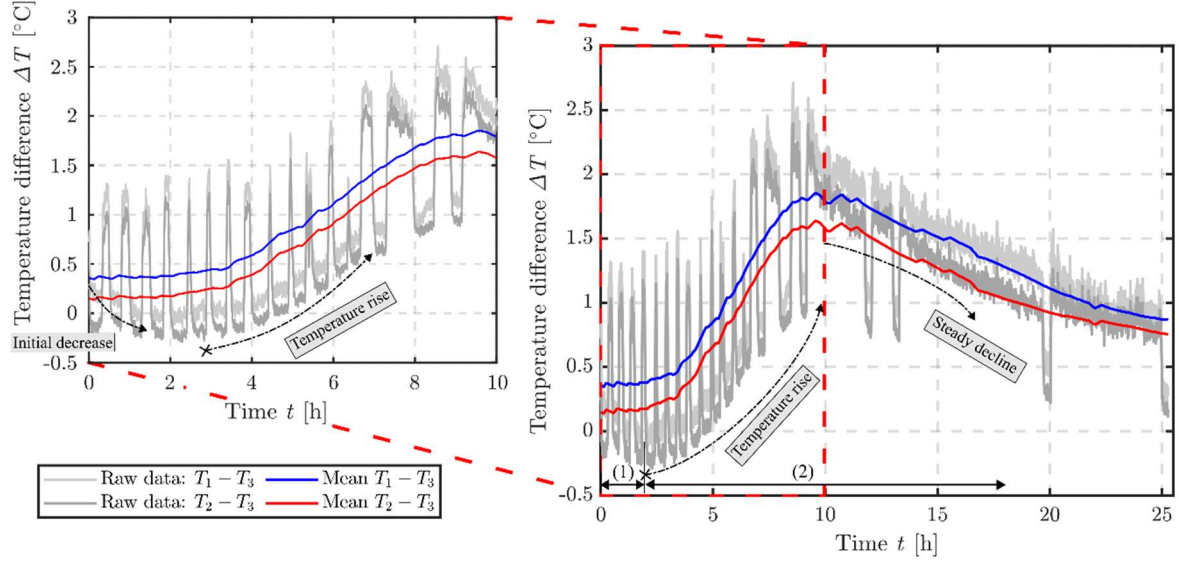 Temperature difference ΔT [°C]
3
2.5
2
1.5
1
0.5
0
-0.5
Initial decrease
Temperature rise
0 2 4 6 8 10
Time t [h]
Raw data: T₁ − T₃ Mean T₁ − T₃
Raw data: T₂ − T₃ Mean T₂ − T₃
Temperature difference ΔT [°C]
3
2.5
2
1.5
1
0.5
0
-0.5
Steady decline
Temperature rise
(1) (2)
0 5 10 15 20 25
Time t [h]